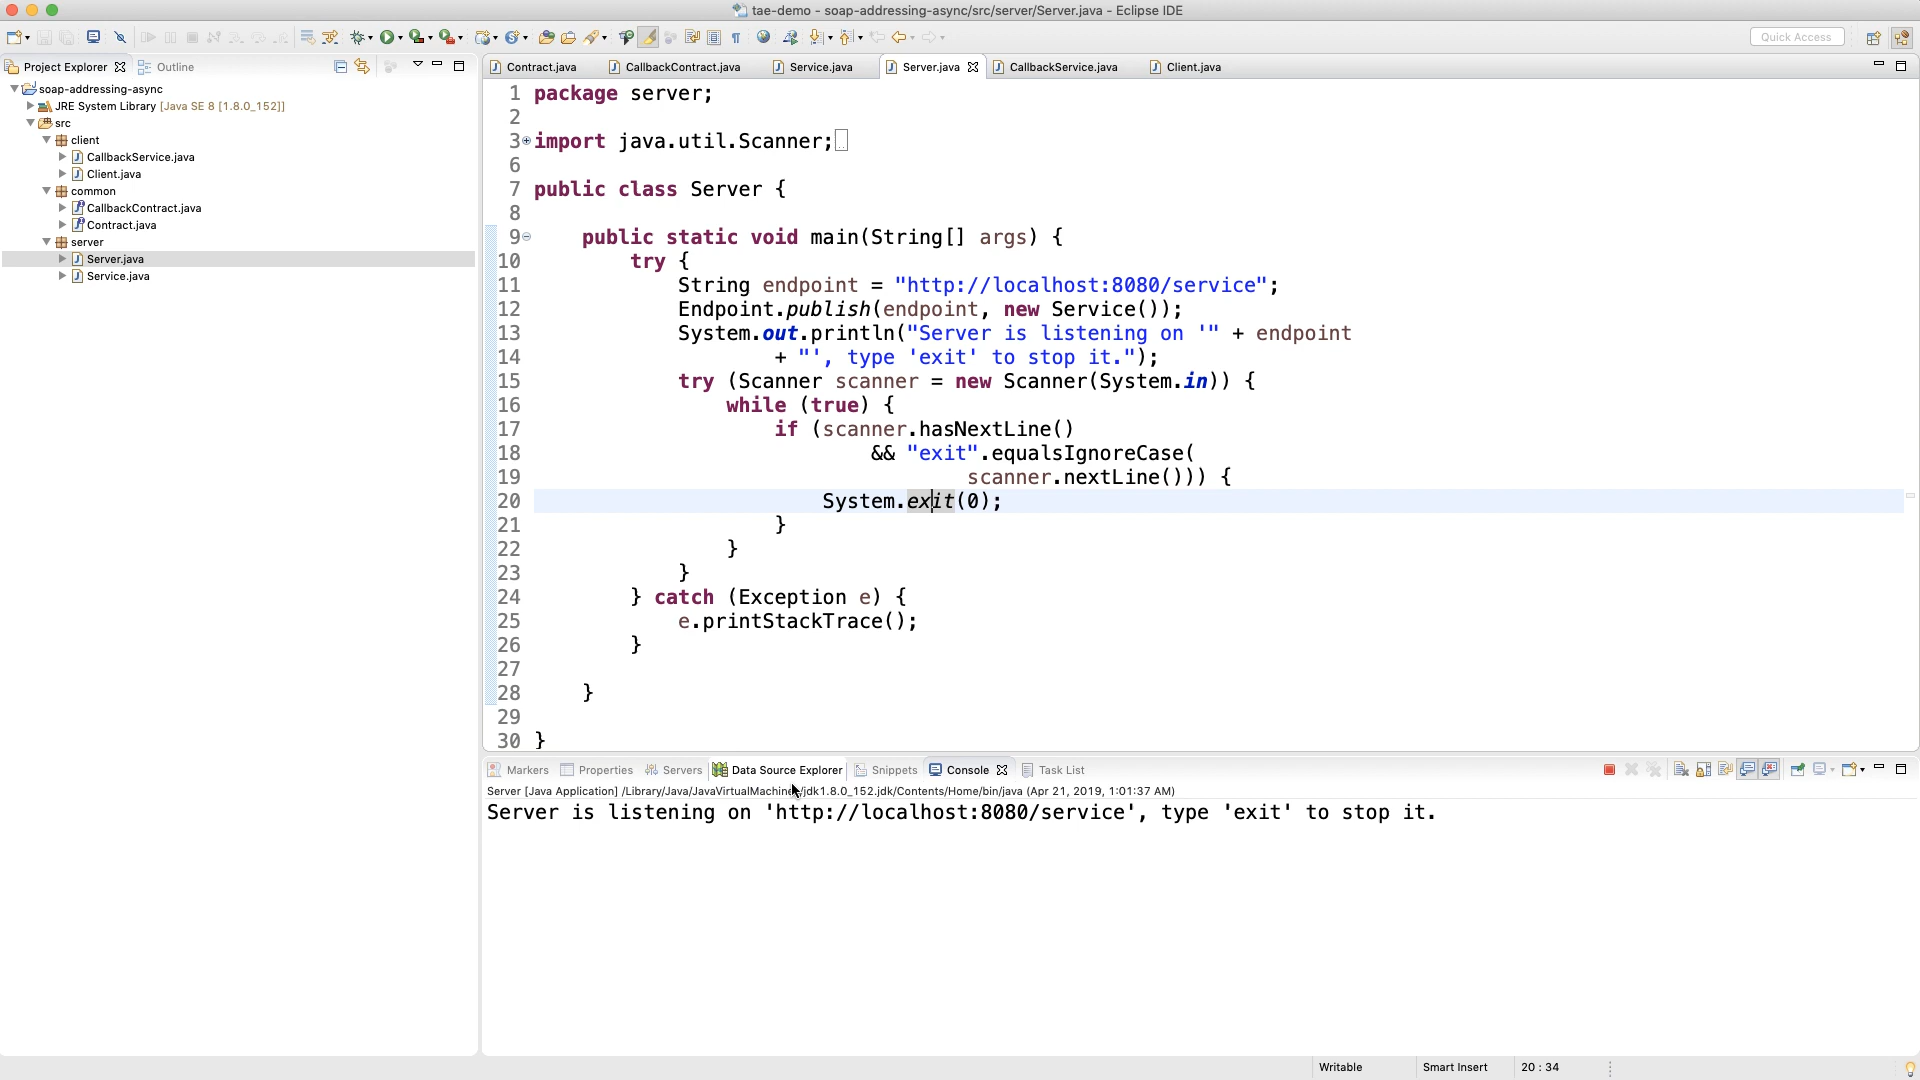 tae-demo - soap-addressing-async/src/server/Server.java - Eclipse IDE
Quick Access
Project Explorer
Outline
soap-addressing-async
JRE System Library [Java SE 8 [1.8.0_152]]
src
client
CallbackService.java
Client.java
common
CallbackContract.java
Contract.java
server
Server.java
Service.java
Contract.java
CallbackContract.java
Service.java
Server.java
CallbackService.java
Client.java
1 package server;
2
3 import java.util.Scanner;
6
7 public class Server {
8
9 public static void main(String[] args) {
10 try {
11 String endpoint = "http://localhost:8080/service";
12 Endpoint.publish(endpoint, new Service());
13 System.out.println("Server is listening on '" + endpoint
14 + "', type 'exit' to stop it.");
15 try (Scanner scanner = new Scanner(System.in)) {
16 while (true) {
17 if (scanner.hasNextLine()
18 && "exit".equalsIgnoreCase(
19 scanner.nextLine())) {
20 System.exit(0);
21 }
22 }
23 }
24 } catch (Exception e) {
25 e.printStackTrace();
26 }
27
28 }
29
30 }
Markers
Properties
Servers
Data Source Explorer
Snippets
Console
Task List
Server [Java Application] /Library/Java/JavaVirtualMachines/jdk1.8.0_152.jdk/Contents/Home/bin/java (Apr 21, 2019, 1:01:37 AM)
Server is listening on 'http://localhost:8080/service', type 'exit' to stop it.
Writable
Smart Insert
20 : 34